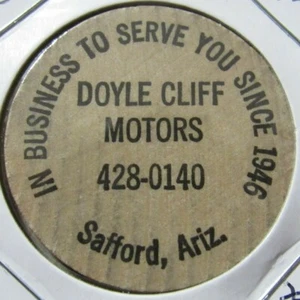 IN BUSINESS TO SERVE YOU SINCE 1946
DOYLE CLIFF
MOTORS
428-0140
Safford, Ariz.